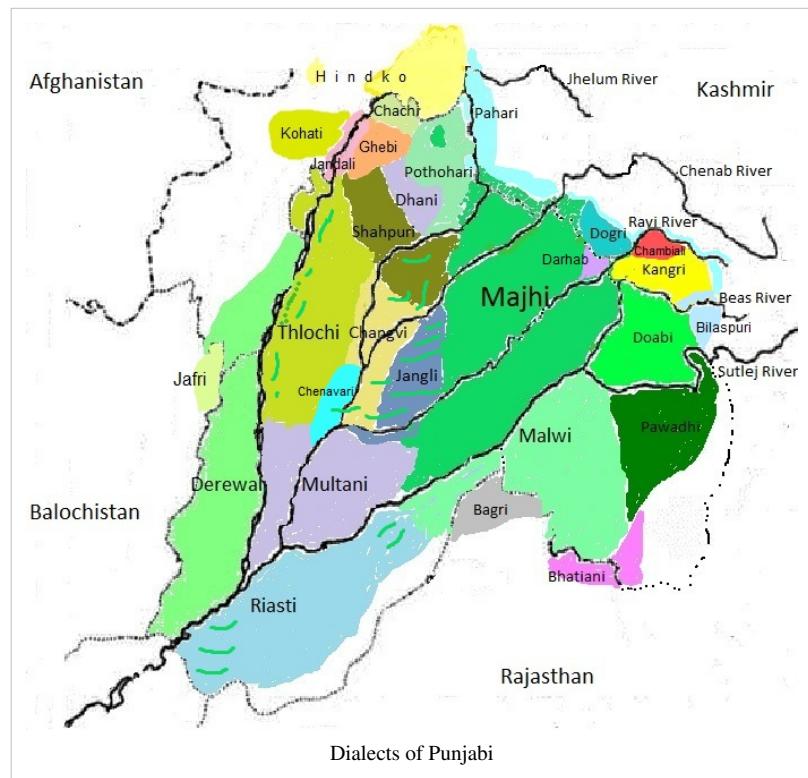 Afghanistan
H i n d k o
Jhelum River
Kashmir
Chachi
Pahari
Kohati
Ghebi
Jandali
Pothohari
Chenab River
Dhani
Shahpuri
Dogri
Ravi River
Chambiali
Darhab
Kangri
Majhi
Beas River
Thlochi
Changvi
Doabi
Bilaspuri
Jafri
Jangli
Sutlej River
Chenavari
Malwi
Pawadhi
Derewal
Multani
Balochistan
Bagri
Bhatiani
Riasti
Rajasthan
Dialects of Punjabi